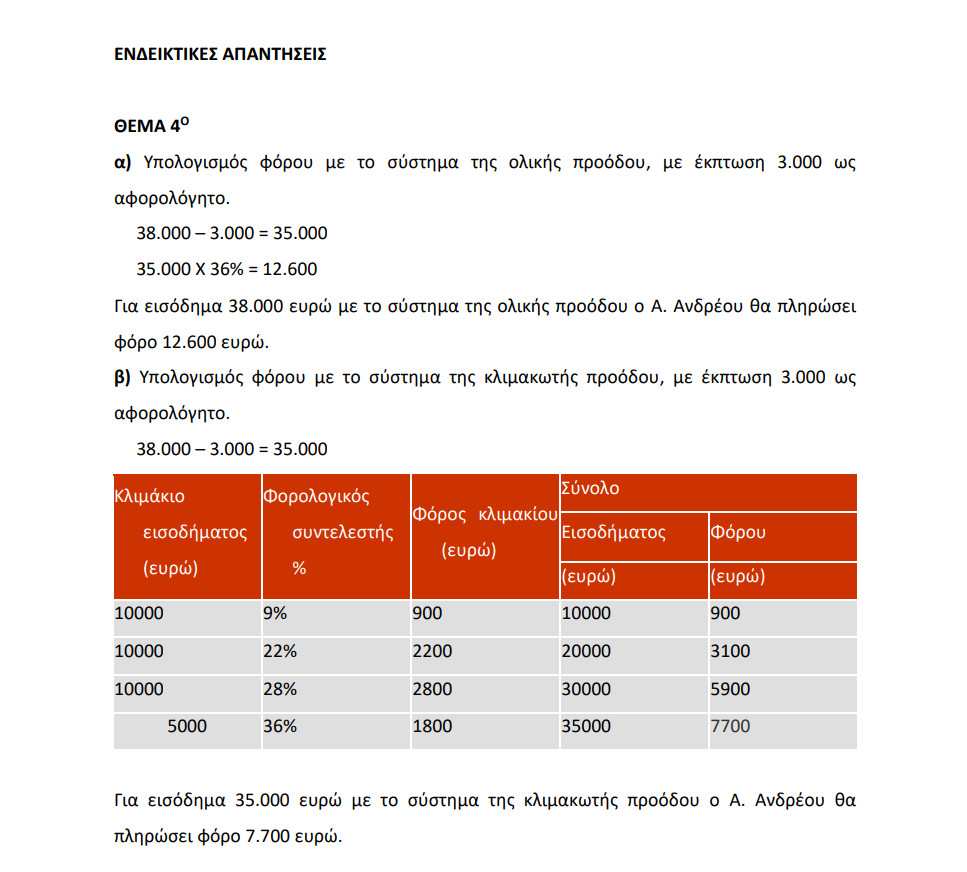 ΕΝΔΕΙΚΤΙΚΕΣ ΑΠΑΝΤΗΣΕΙΣ
ΘΕΜΑ 4Ο
α) Υπολογισμός φόρου με το σύστημα της ολικής προόδου, με έκπτωση 3.000 ως
αφορολόγητο.
38.000 – 3.000 = 35.000
35.000 Χ 36% = 12.600
Για εισόδημα 38.000 ευρώ με το σύστημα της ολικής προόδου ο Α. Ανδρέου θα πληρώσει
φόρο 12.600 ευρώ.
β) Υπολογισμός φόρου με το σύστημα της κλιμακωτής προόδου, με έκπτωση 3.000 ως
αφορολόγητο.
38.000 – 3.000 = 35.000
Κλιμάκιο
εισοδήματος
(ευρώ)
Φορολογικός
συντελεστής
%
Φόρος κλιμακίου
(ευρώ)
Σύνολο
Εισοδήματος Φόρου
(ευρώ) (ευρώ)
10000 9% 900 10000 900
10000 22% 2200 20000 3100
10000 28% 2800 30000 5900
5000 36% 1800 35000 7700
Για εισόδημα 35.000 ευρώ με το σύστημα της κλιμακωτής προόδου ο Α. Ανδρέου θα
πληρώσει φόρο 7.700 ευρώ.